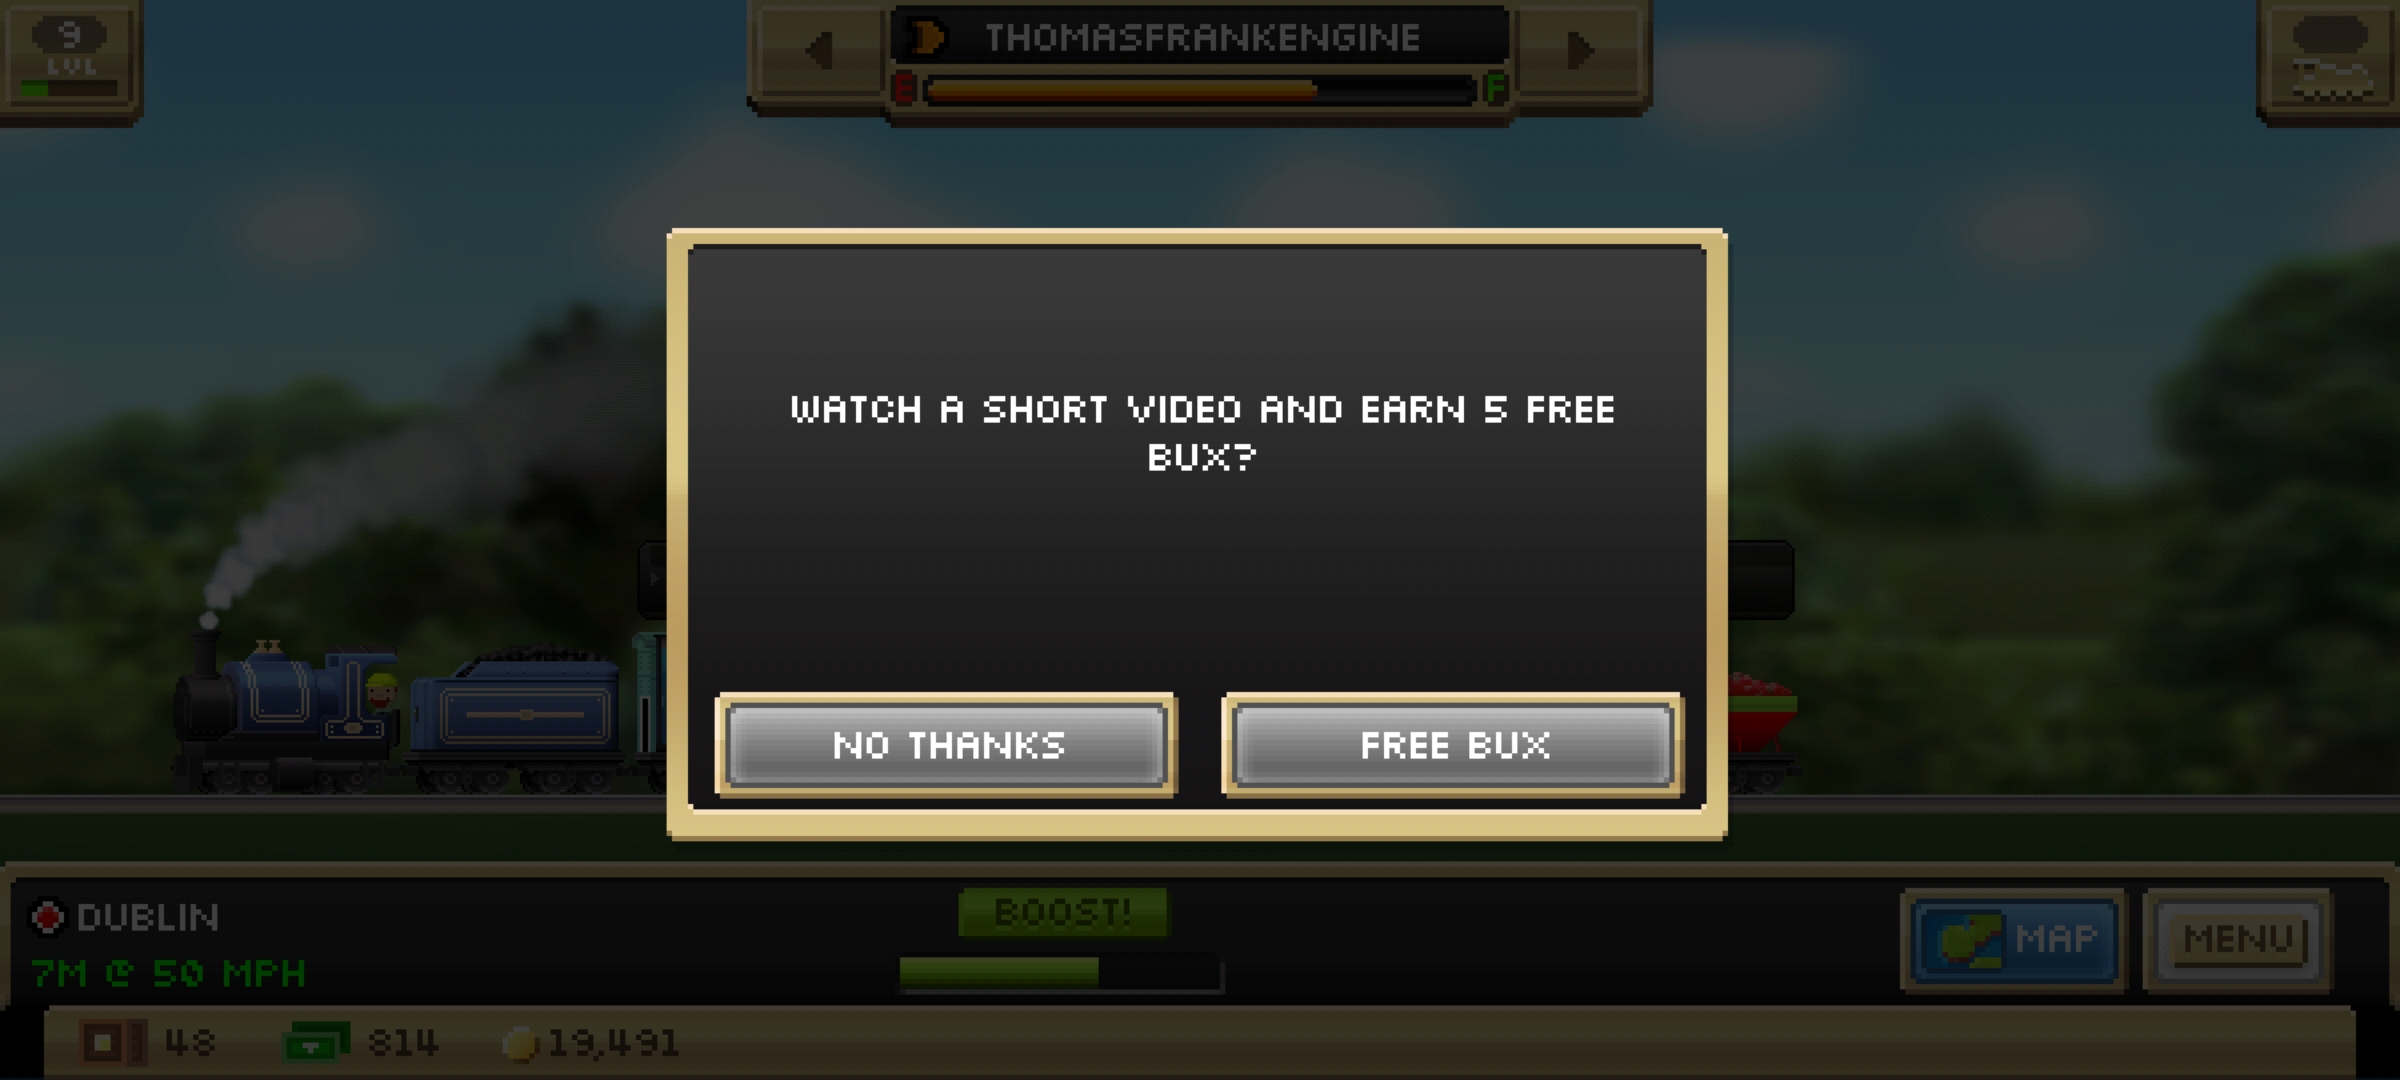 9
LVL
THOMASFRANKENGINE
E F
WATCH A SHORT VIDEO AND EARN 5 FREE
BUX?
NO THANKS
FREE BUX
DUBLIN
7M @ 50 MPH
BOOST!
MAP
MENU
48
814
19,491